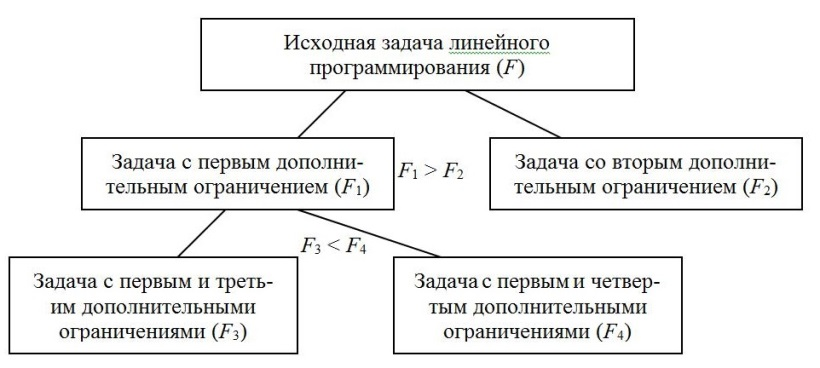 Исходная задача линейного
программирования (F)
Задача с первым дополни-
тельным ограничением (F₁)
F₁ > F₂
Задача со вторым дополни-
тельным ограничением (F₂)
F₃ < F₄
Задача с первым и треть-
им дополнительными
ограничениями (F₃)
Задача с первым и четвер-
тым дополнительными
ограничениями (F₄)